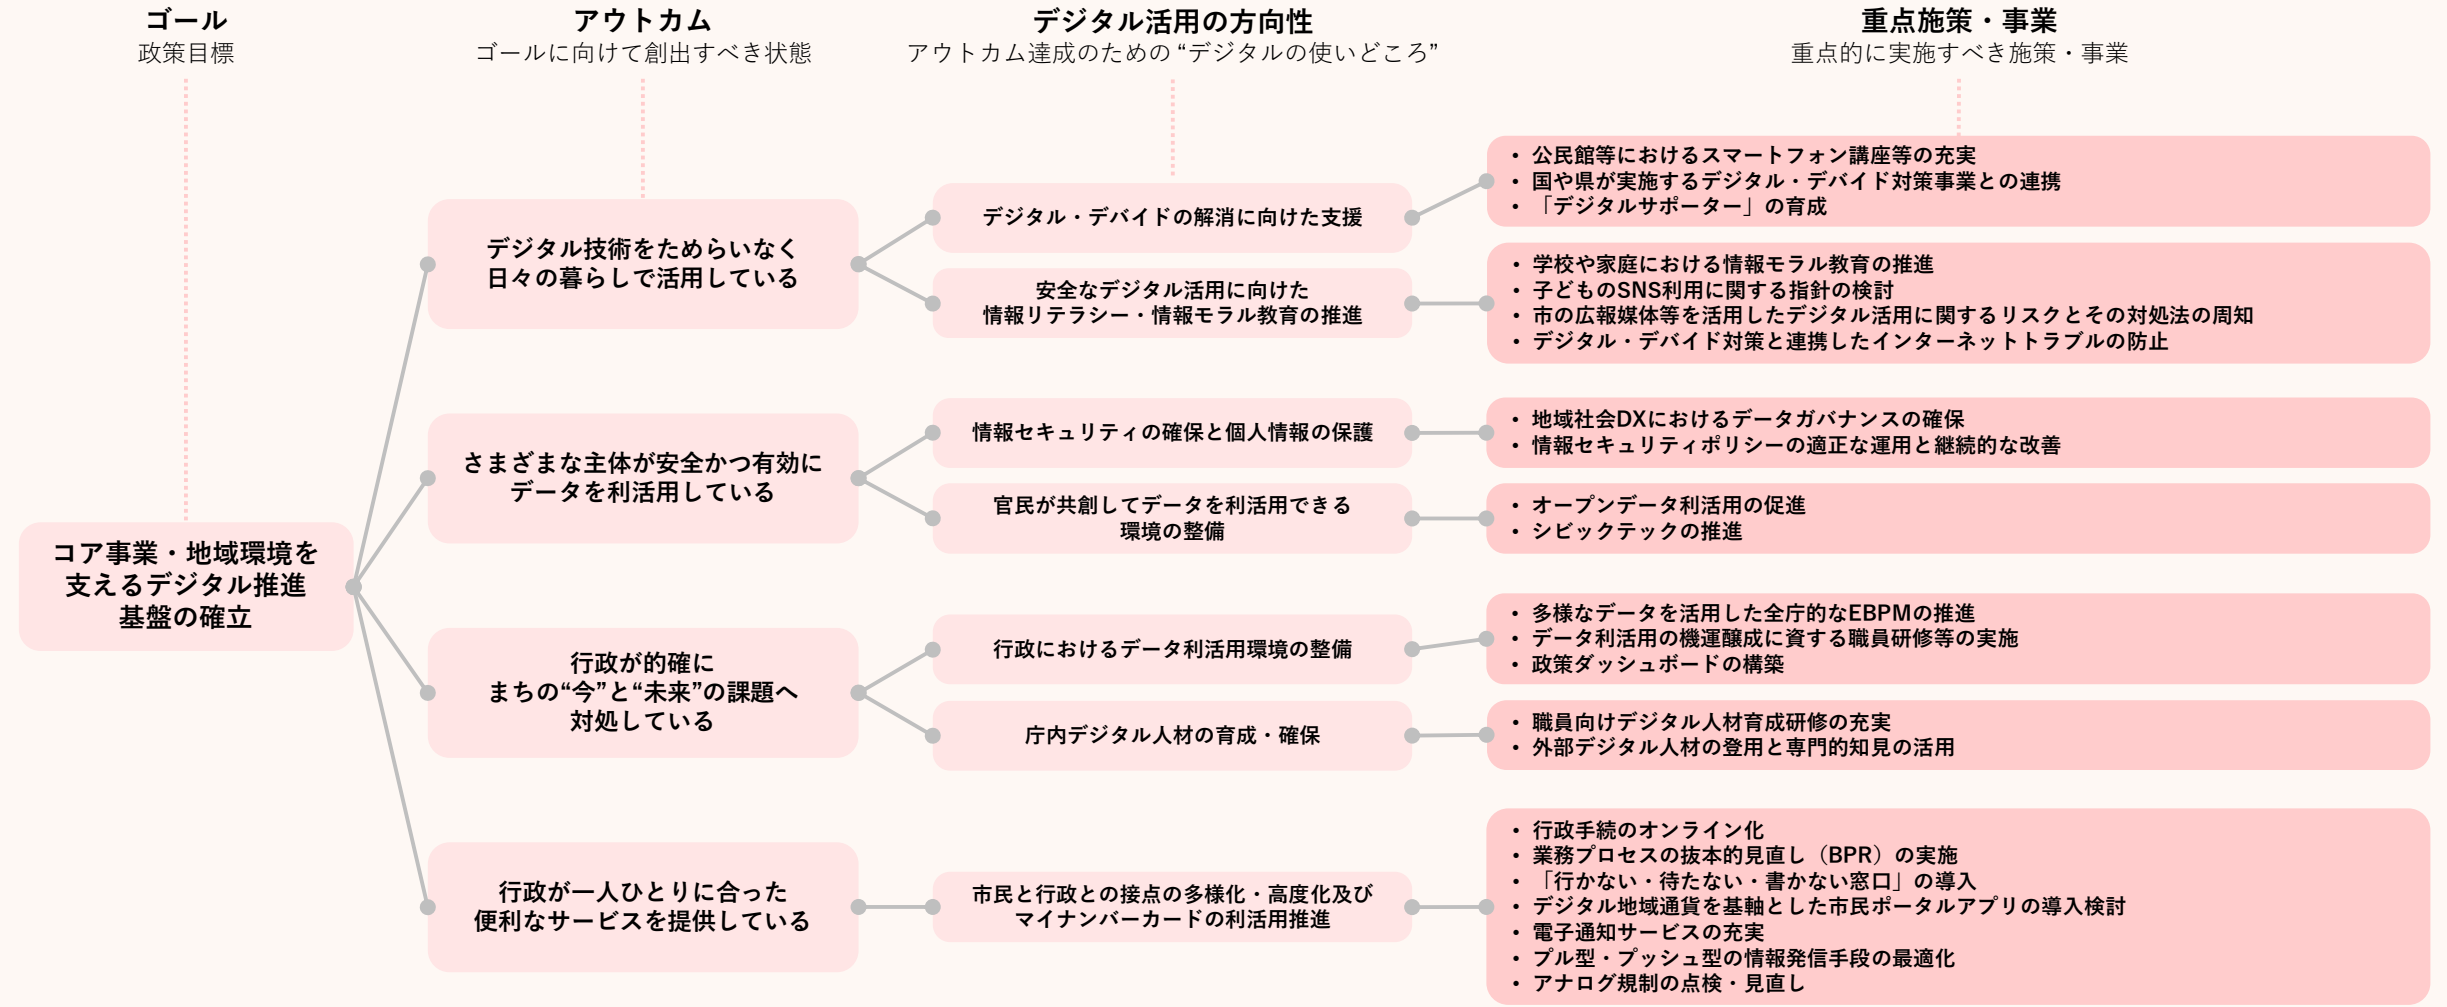 ゴール
政策目標
アウトカム
ゴールに向けて創出すべき状態
デジタル活用の方向性
アウトカム達成のための “デジタルの使いどころ”
重点施策・事業
重点的に実施すべき施策・事業
コア事業・地域環境を
支えるデジタル推進
基盤の確立
デジタル技術をためらいなく
日々の暮らしで活用している
デジタル・デバイドの解消に向けた支援
• 公民館等におけるスマートフォン講座等の充実
• 国や県が実施するデジタル・デバイド対策事業との連携
• 「デジタルサポーター」の育成
安全なデジタル活用に向けた
情報リテラシー・情報モラル教育の推進
• 学校や家庭における情報モラル教育の推進
• 子どものSNS利用に関する指針の検討
• 市の広報媒体等を活用したデジタル活用に関するリスクとその対処法の周知
• デジタル・デバイド対策と連携したインターネットトラブルの防止
さまざまな主体が安全かつ有効に
データを利活用している
情報セキュリティの確保と個人情報の保護
• 地域社会DXにおけるデータガバナンスの確保
• 情報セキュリティポリシーの適正な運用と継続的な改善
官民が共創してデータを利活用できる
環境の整備
• オープンデータ利活用の促進
• シビックテックの推進
行政が的確に
まちの“今”と“未来”の課題へ
対処している
行政におけるデータ利活用環境の整備
• 多様なデータを活用した全庁的なEBPMの推進
• データ利活用の機運醸成に資する職員研修等の実施
• 政策ダッシュボードの構築
庁内デジタル人材の育成・確保
• 職員向けデジタル人材育成研修の充実
• 外部デジタル人材の登用と専門的知見の活用
行政が一人ひとりに合った
便利なサービスを提供している
市民と行政との接点の多様化・高度化及び
マイナンバーカードの利活用推進
• 行政手続のオンライン化
• 業務プロセスの抜本的見直し（BPR）の実施
• 「行かない・待たない・書かない窓口」の導入
• デジタル地域通貨を基軸とした市民ポータルアプリの導入検討
• 電子通知サービスの充実
• プル型・プッシュ型の情報発信手段の最適化
• アナログ規制の点検・見直し